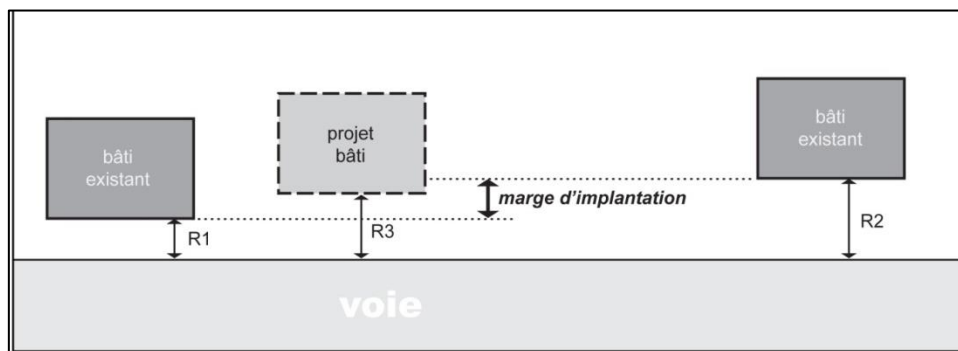 bâti
existant
projet
bâti
bâti
existant
marge d'implantation
R1
R3
R2
voie